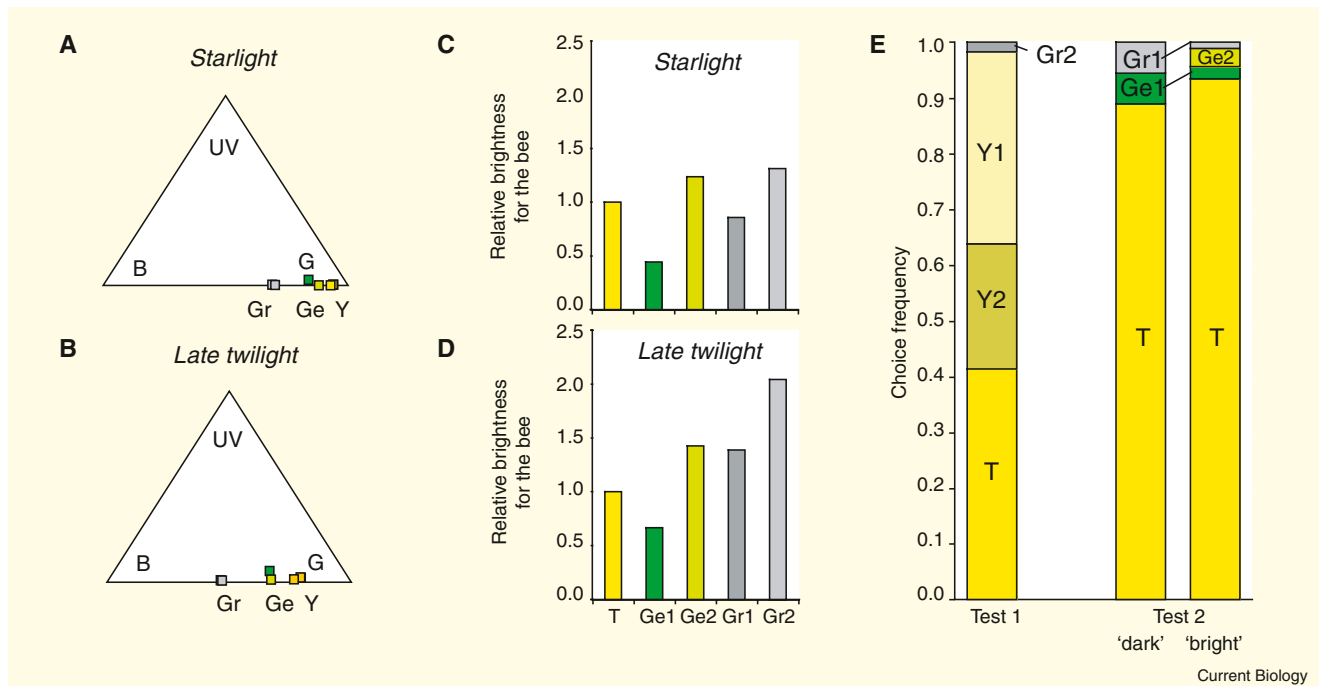 A
Starlight
UV
B
G
Gr Ge Y
B
Late twilight
UV
B
G
Gr Ge Y
C
Starlight
Relative brightness
for the bee
2.5
2.0
1.5
1.0
0.5
0.0
D
Late twilight
Relative brightness
for the bee
2.5
2.0
1.5
1.0
0.5
0.0
T Ge1 Ge2 Gr1 Gr2
E
Choice frequency
1.0
0.9
0.8
0.7
0.6
0.5
0.4
0.3
0.2
0.1
0
Gr2
Y1
Y2
T
Gr1
Ge1
T
Ge2
T
Test 1 Test 2
‘dark’ ‘bright’
Current Biology